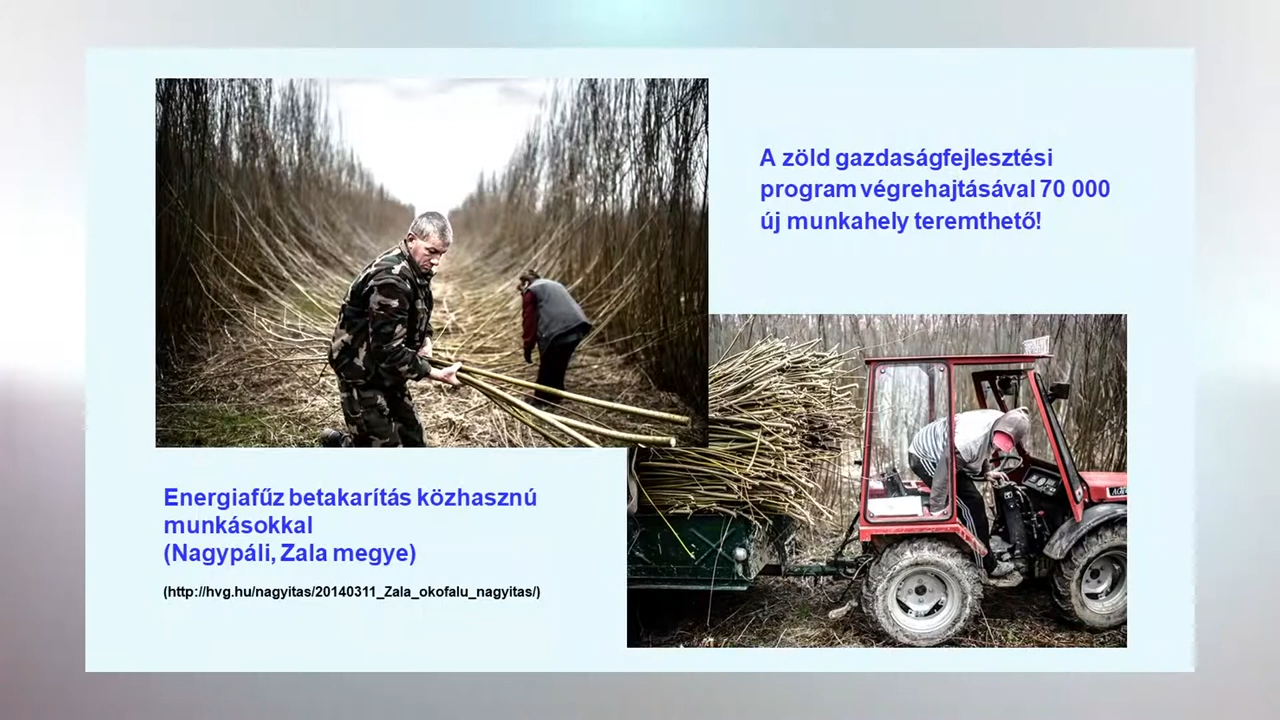 A zöld gazdaságfejlesztési
program végrehajtásával 70 000
új munkahely teremthető!
Energiafűz betakarítás közhasznú
munkásokkal
(Nagypáli, Zala megye)
(http://hvg.hu/nagyitas/20140311_Zala_okofalu_nagyitas/)